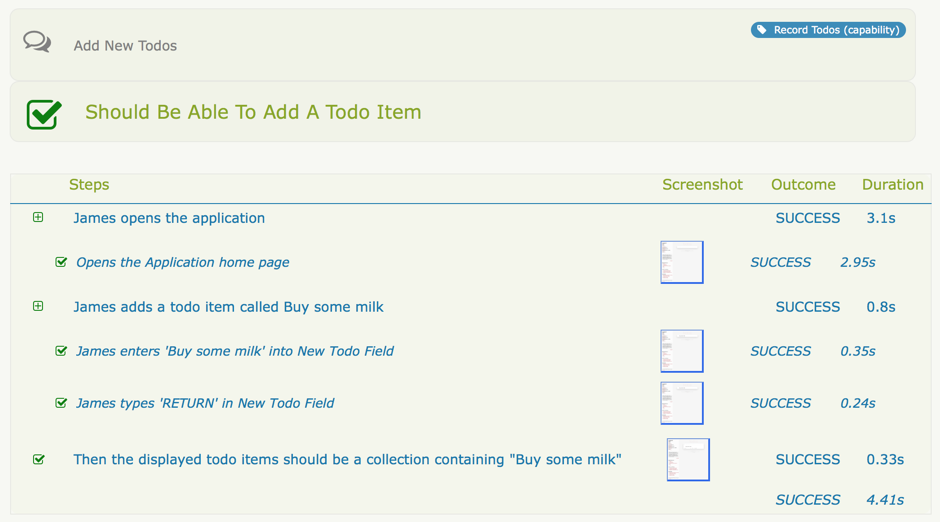 Add New Todos
Record Todos (capability)
Should Be Able To Add A Todo Item
Steps Screenshot Outcome Duration
James opens the application SUCCESS 3.1s
Opens the Application home page SUCCESS 2.95s
James adds a todo item called Buy some milk SUCCESS 0.8s
James enters 'Buy some milk' into New Todo Field SUCCESS 0.35s
James types 'RETURN' in New Todo Field SUCCESS 0.24s
Then the displayed todo items should be a collection containing "Buy some milk" SUCCESS 0.33s
SUCCESS 4.41s